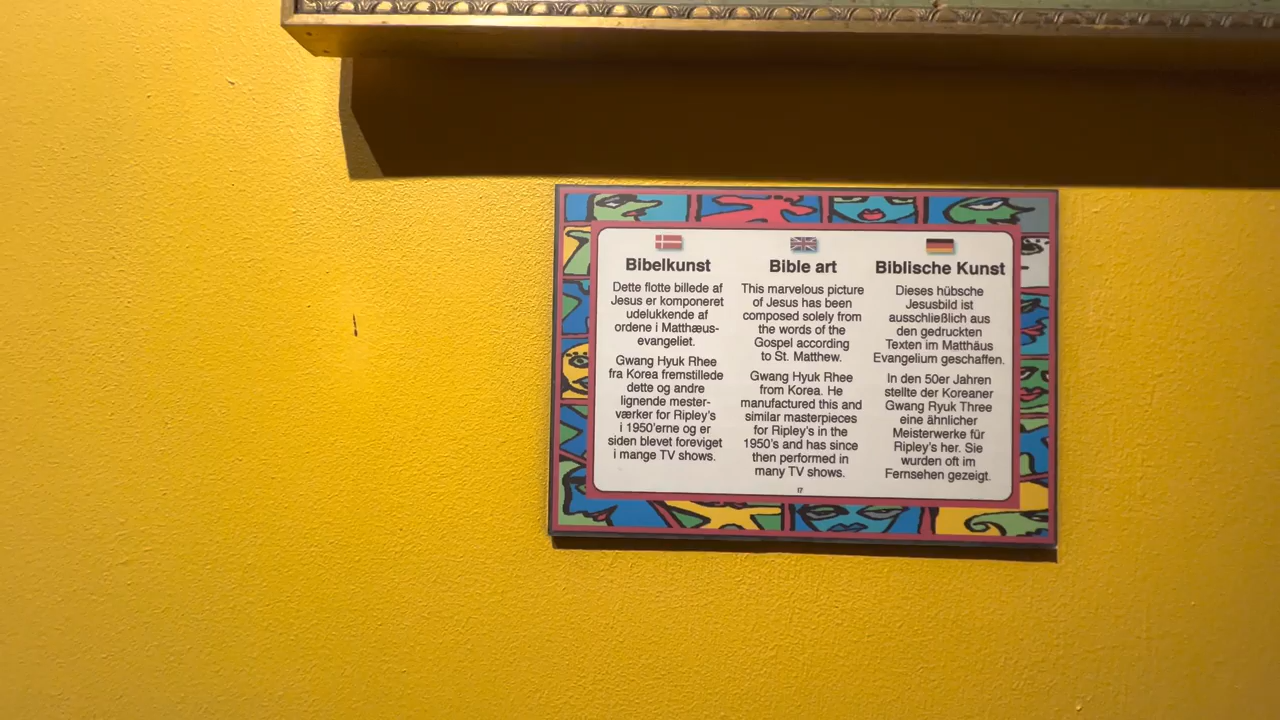 Bibelkunst
Dette flotte billede af
Jesus er komponeret
udelukkende af
ordene i Matthæus-
evangeliet.
Gwang Hyuk Rhee
fra Korea fremstillede
dette og andre
lignende mester-
værker for Ripley's
i 1950'erne og er
siden blevet foreviget
i mange TV shows.
Bible art
This marvelous picture
of Jesus has been
composed solely from
the words of the
Gospel according
to St. Matthew.
Gwang Hyuk Rhee
from Korea. He
manufactured this and
similar masterpieces
for Ripley's in the
1950's and has since
then performed in
many TV shows.
Biblische Kunst
Dieses hübsche
Jesusbild ist
ausschließlich aus
den gedruckten
Texten im Matthäus
Evangelium geschaffen.
In den 50er Jahren
stellte der Koreaner
Gwang Ryuk Three
eine ähnlicher
Meisterwerke für
Ripley's her. Sie
wurden oft im
Fernsehen gezeigt.
17